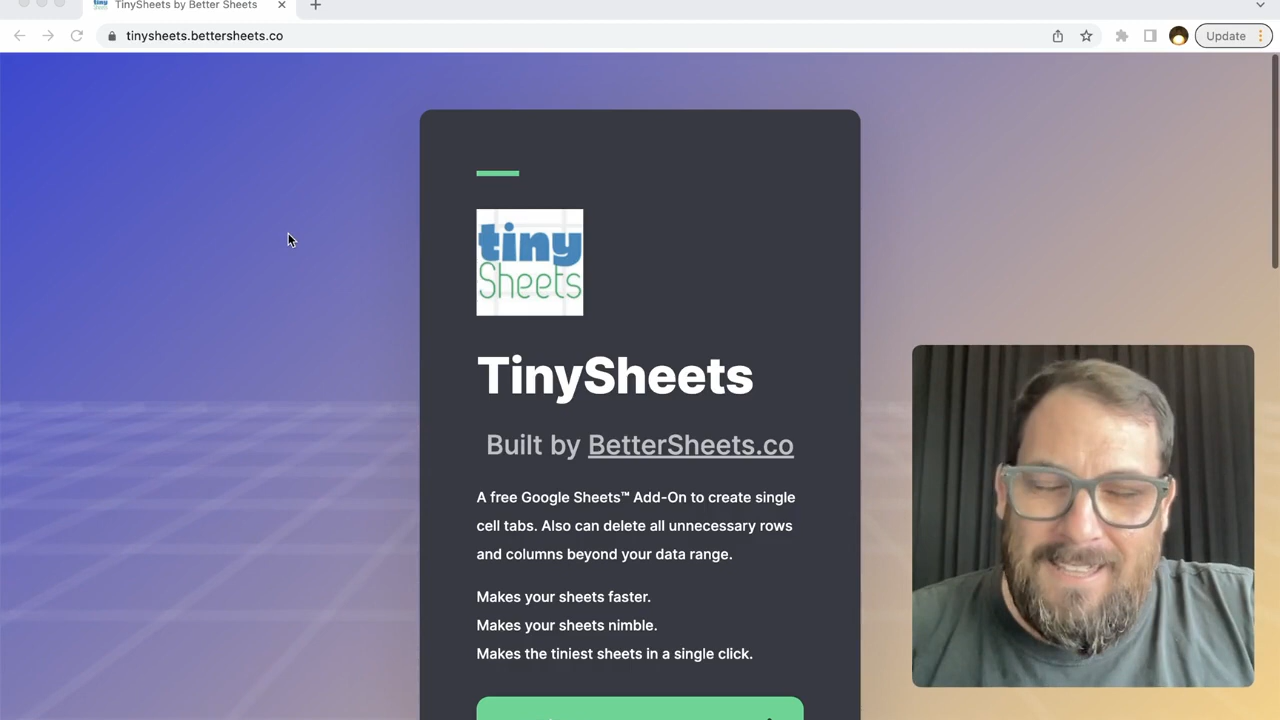 TinySheets by Better Sheets
tinysheets.bettersheets.co
Update
tiny
Sheets
TinySheets
Built by BetterSheets.co
A free Google Sheets™ Add-On to create single
cell tabs. Also can delete all unnecessary rows
and columns beyond your data range.
Makes your sheets faster.
Makes your sheets nimble.
Makes the tiniest sheets in a single click.